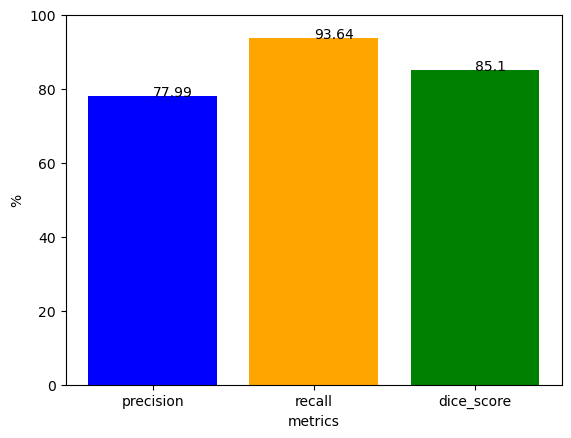 100
80
60
40
20
0
%
77.99
93.64
85.1
precision
recall
dice_score
metrics